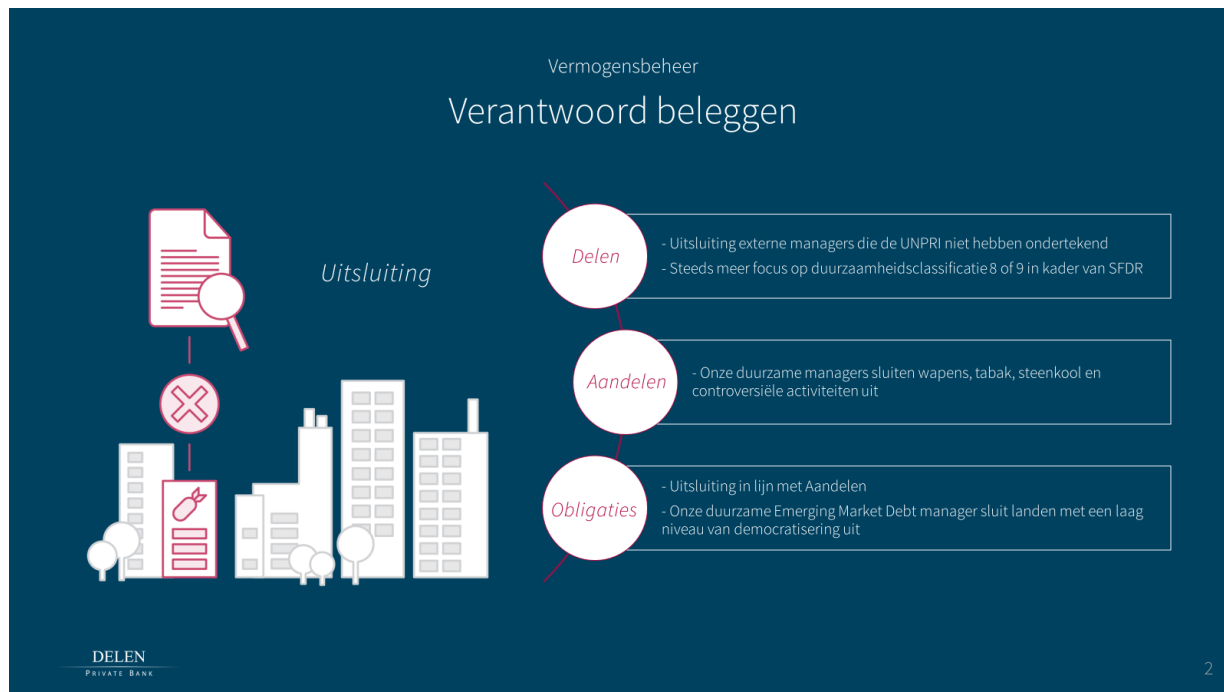 Vermogensbeheer
Verantwoord beleggen
Uitsluiting
Delen
- Uitsluiting externe managers die de UNPRI niet hebben ondertekend
- Steeds meer focus op duurzaamheidsclassificatie 8 of 9 in kader van SFDR
Aandelen
- Onze duurzame managers sluiten wapens, tabak, steenkool en
controversiële activiteiten uit
Obligaties
- Uitsluiting in lijn met Aandelen
- Onze duurzame Emerging Market Debt manager sluit landen met een laag
niveau van democratisering uit
DELEN
PRIVATE BANK
2